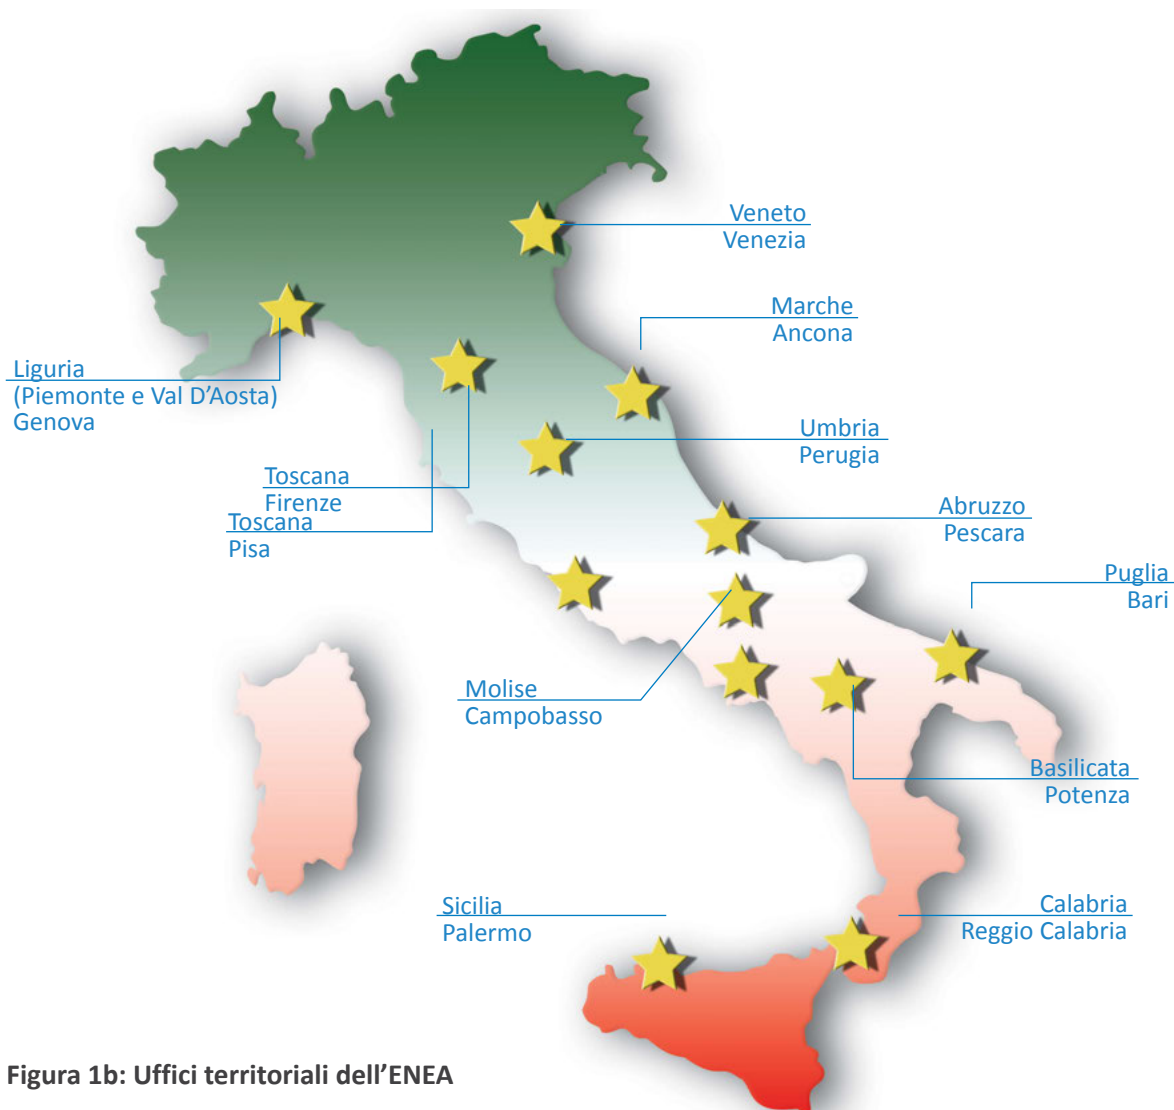 Veneto
Venezia
Marche
Ancona
Liguria
(Piemonte e Val D'Aosta)
Genova
Umbria
Perugia
Toscana
Firenze
Toscana
Pisa
Abruzzo
Pescara
Puglia
Bari
Molise
Campobasso
Basilicata
Potenza
Sicilia
Palermo
Calabria
Reggio Calabria
Figura 1b: Uffici territoriali dell'ENEA